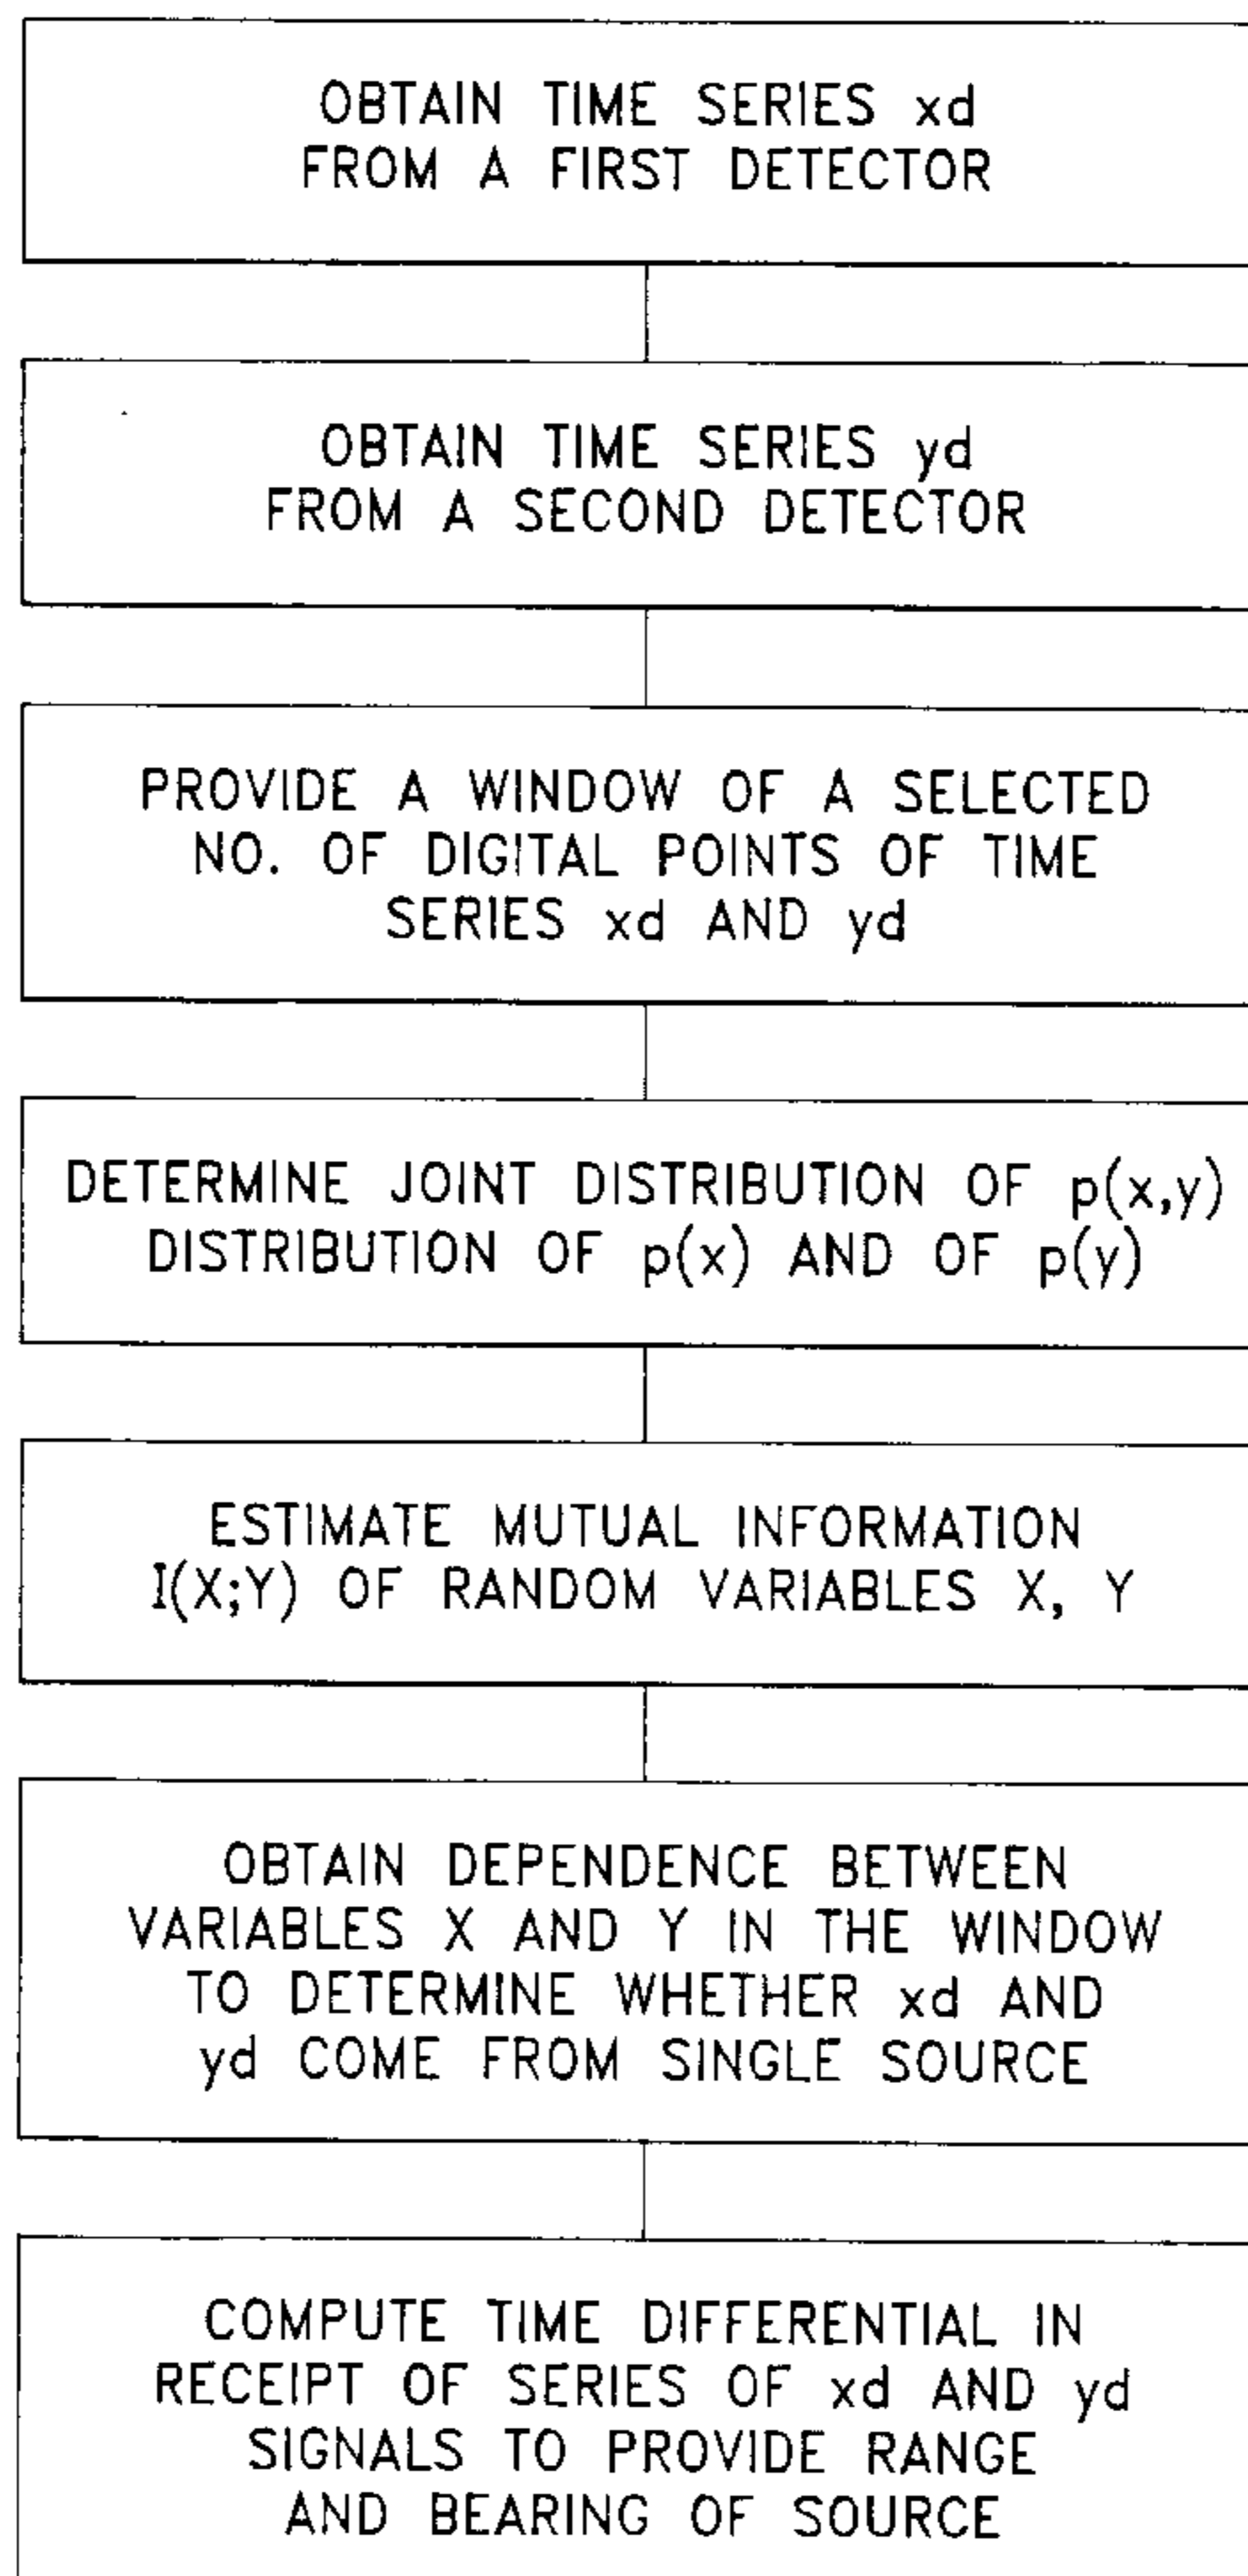 OBTAIN TIME SERIES xd
FROM A FIRST DETECTOR
OBTAIN TIME SERIES yd
FROM A SECOND DETECTOR
PROVIDE A WINDOW OF A SELECTED
NO. OF DIGITAL POINTS OF TIME
SERIES xd AND yd
DETERMINE JOINT DISTRIBUTION OF p(x,y)
DISTRIBUTION OF p(x) AND OF p(y)
ESTIMATE MUTUAL INFORMATION
I(X;Y) OF RANDOM VARIABLES X, Y
OBTAIN DEPENDENCE BETWEEN
VARIABLES X AND Y IN THE WINDOW
TO DETERMINE WHETHER xd AND
yd COME FROM SINGLE SOURCE
COMPUTE TIME DIFFERENTIAL IN
RECEIPT OF SERIES OF xd AND yd
SIGNALS TO PROVIDE RANGE
AND BEARING OF SOURCE